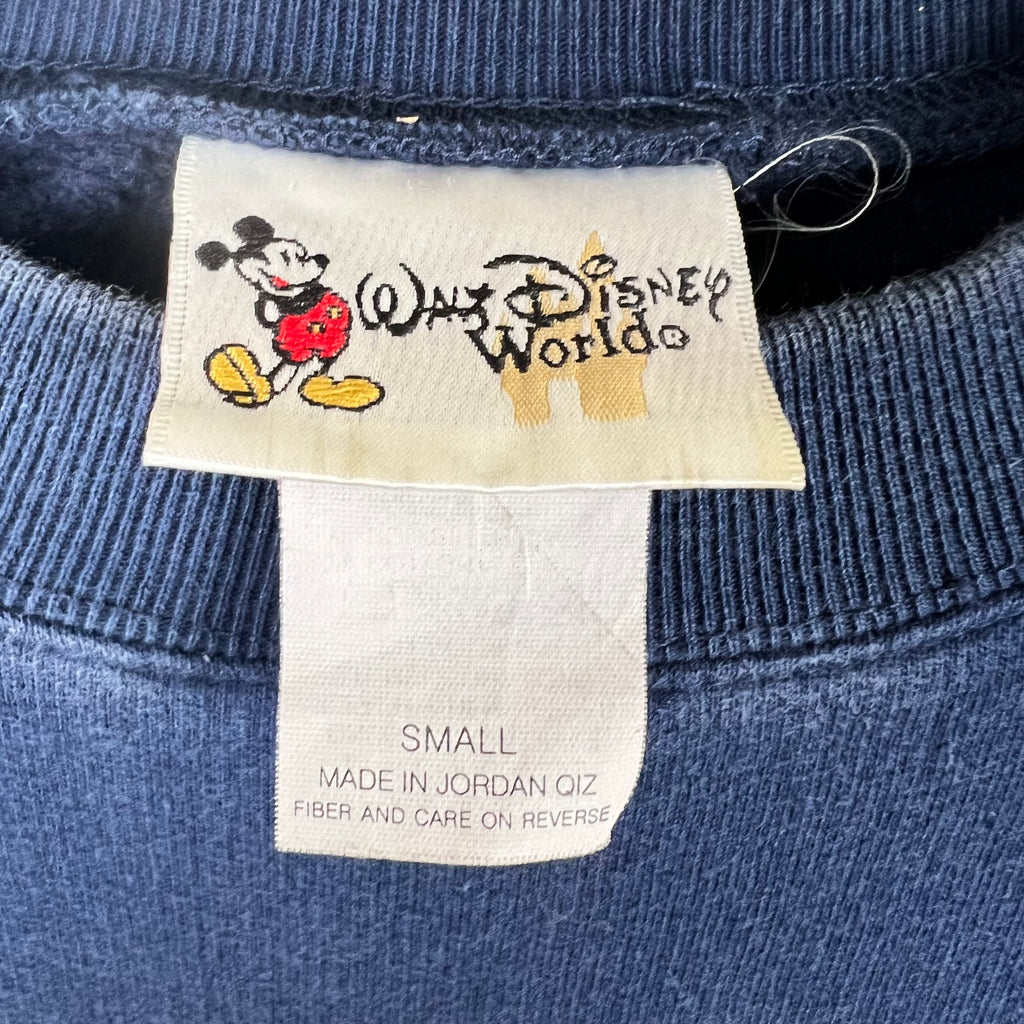 Walt Disney
World®
SMALL
MADE IN JORDAN QIZ
FIBER AND CARE ON REVERSE